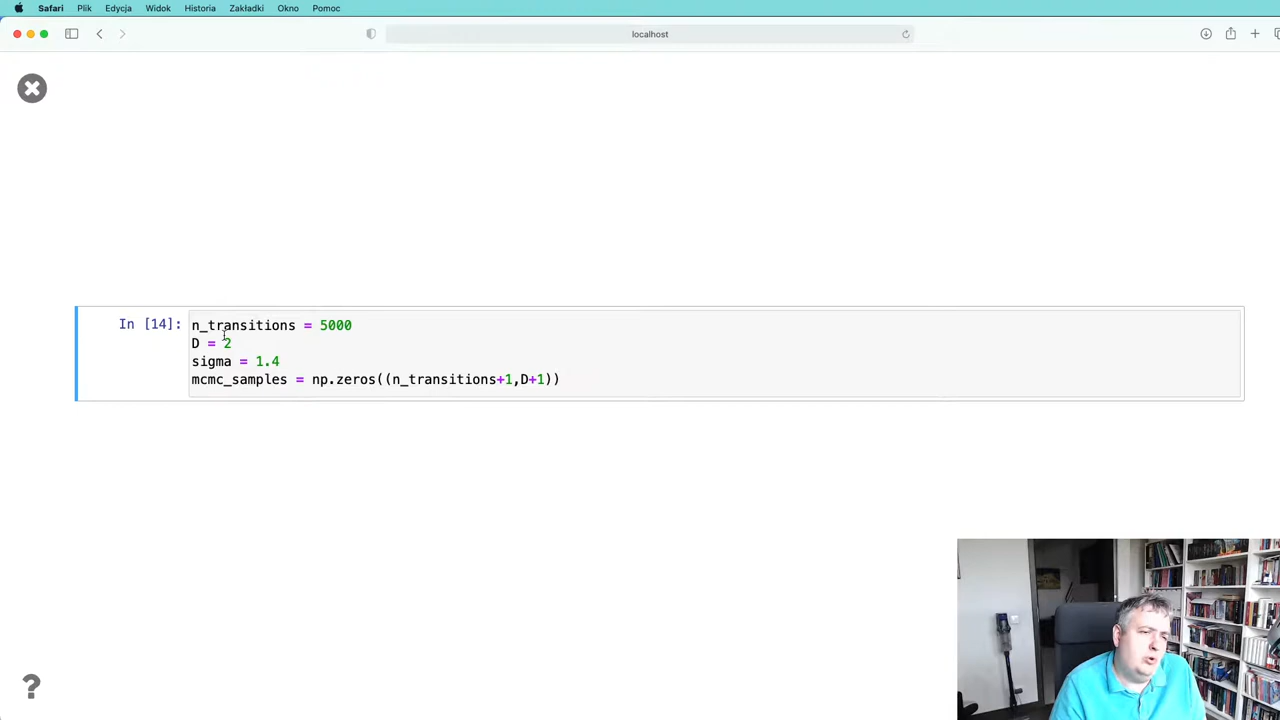 Safari Plik Edycja Widok Historia Zakładki Okno Pomoc
localhost
In [14]: n_transitions = 5000
D = 2
sigma = 1.4
mcmc_samples = np.zeros((n_transitions+1,D+1))
?